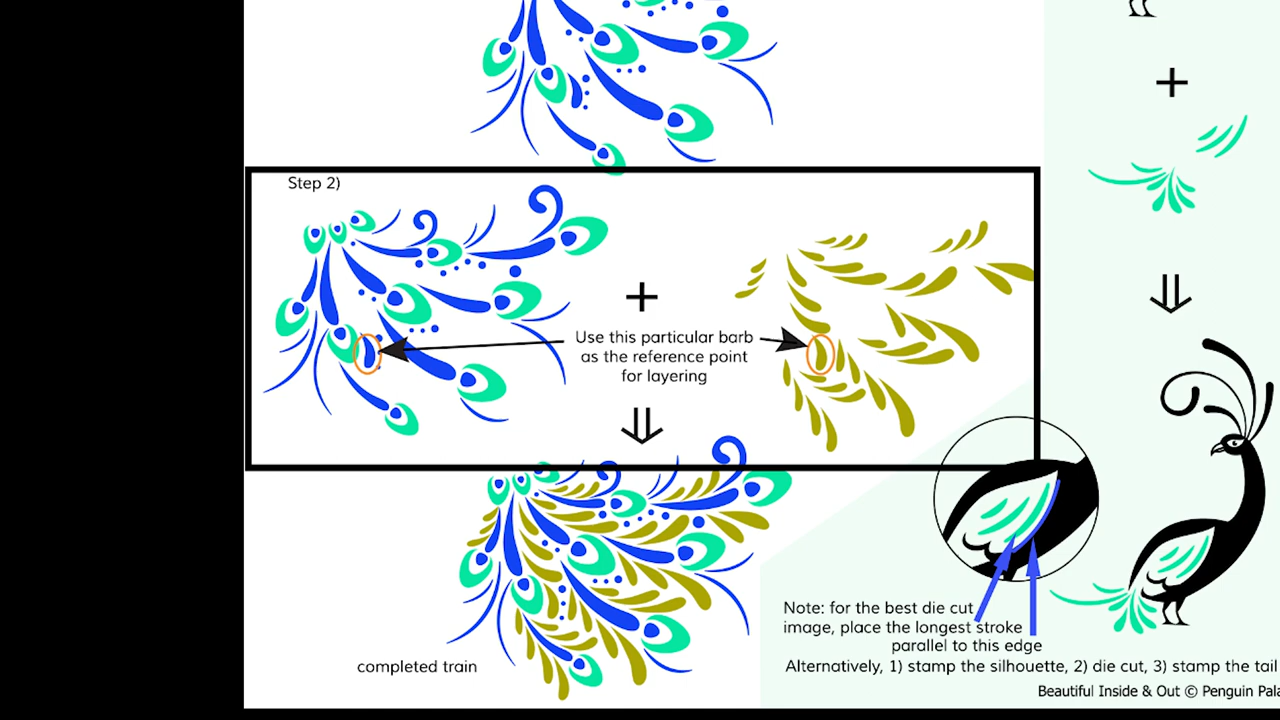 Step 2)
+
+
Use this particular barb
as the reference point
for layering
Note: for the best die cut
image, place the longest stroke
parallel to this edge
completed train
Alternatively, 1) stamp the silhouette, 2) die cut, 3) stamp the tail
Beautiful Inside & Out © Penguin